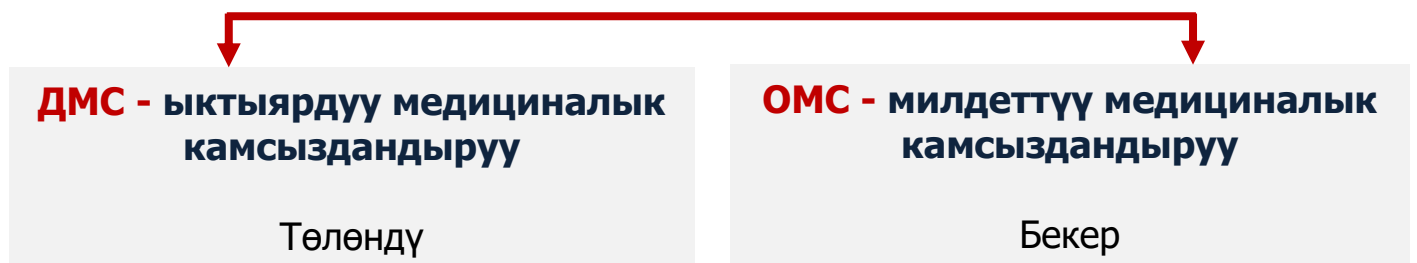 ДМС - ыктыярдуу медициналык
камсыздандыруу
Төлөндү
ОМС - милдеттүү медициналык
камсыздандыруу
Бекер